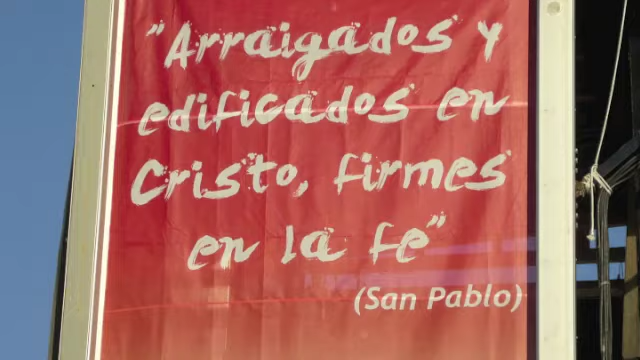 "Arraigados y
edificados en
Cristo, firmes
en la fe"
(San Pablo)